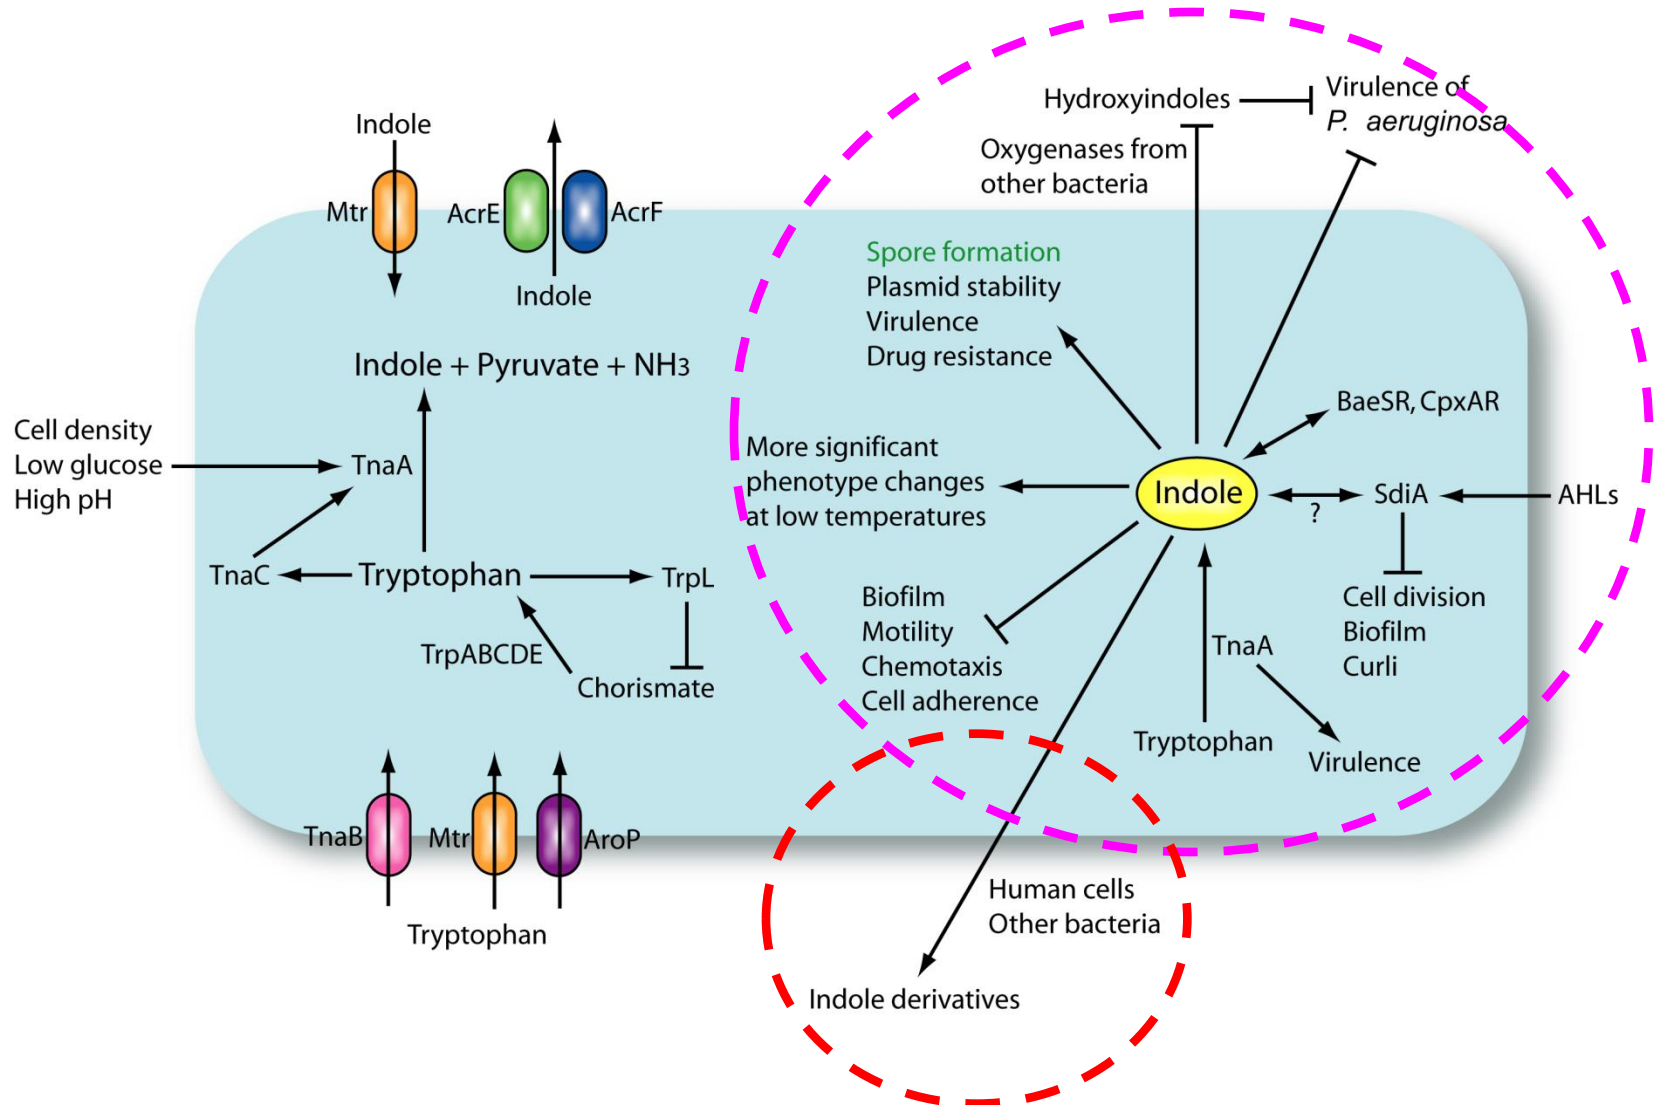 Indole
Mtr
AcrE
AcrF
Indole
Indole + Pyruvate + NH3
Cell density
Low glucose
High pH
TnaA
TnaC
Tryptophan
TrpL
TrpABCDE
Chorismate
TnaB
Mtr
AroP
Tryptophan
Hydroxyindoles
Virulence of
P. aeruginosa
Oxygenases from
other bacteria
Spore formation
Plasmid stability
Virulence
Drug resistance
BaeSR, CpxAR
More significant
phenotype changes
at low temperatures
Indole
?
SdiA
AHLs
Biofilm
Motility
Chemotaxis
Cell adherence
Cell division
Biofilm
Curli
TnaA
Tryptophan
Virulence
Human cells
Other bacteria
Indole derivatives